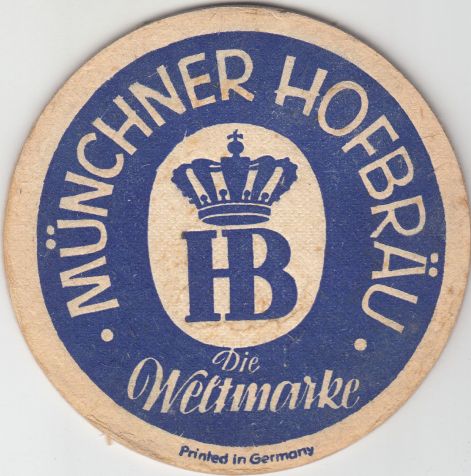 · MÜNCHNER HOFBRÄU ·
HB
Die
Weltmarke
Printed in Germany